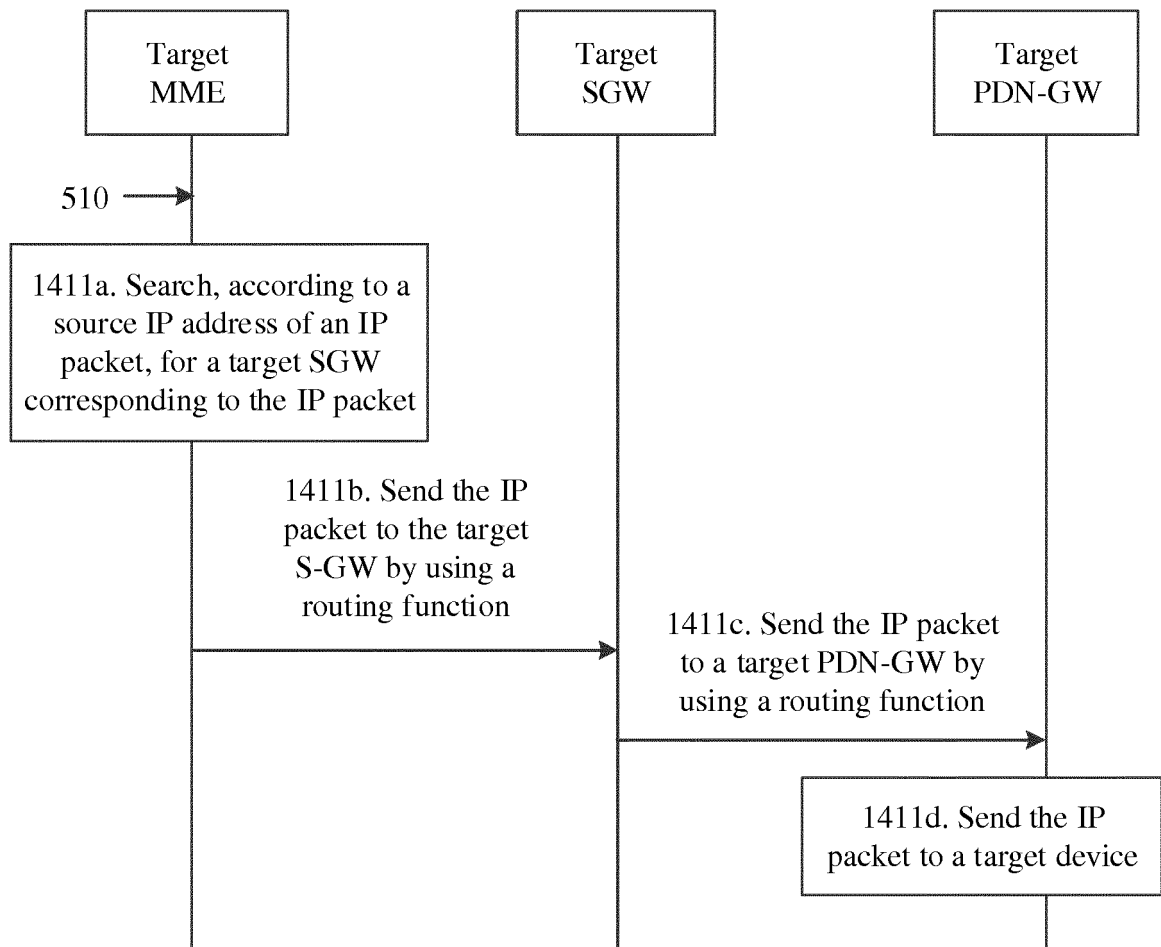 Target
MME
Target
SGW
Target
PDN-GW
510
1411a. Search, according to a
source IP address of an IP
packet, for a target SGW
corresponding to the IP packet
1411b. Send the IP
packet to the target
S-GW by using a
routing function
1411c. Send the IP packet
to a target PDN-GW by
using a routing function
1411d. Send the IP
packet to a target device